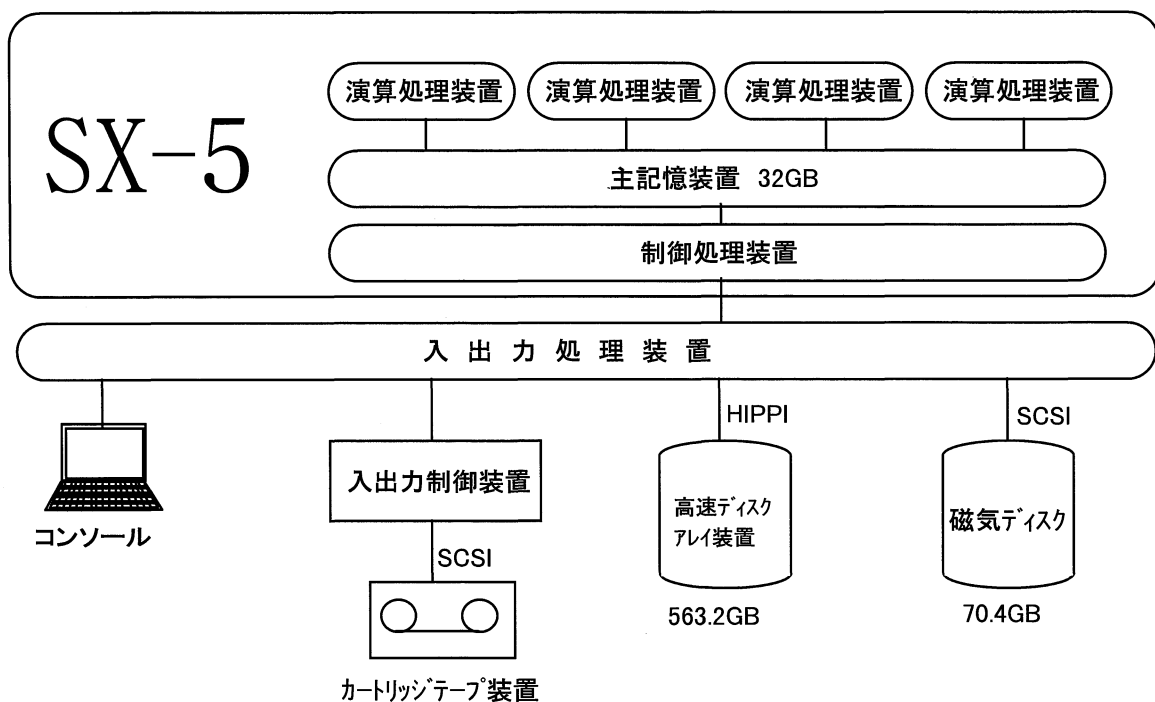 SX-5
演算処理装置
演算処理装置
演算処理装置
演算処理装置
主記憶装置 32GB
制御処理装置
入出力処理装置
コンソール
入出力制御装置
SCSI
カートリッジテープ装置
HIPPI
高速ディスク
アレイ装置
563.2GB
SCSI
磁気ディスク
70.4GB